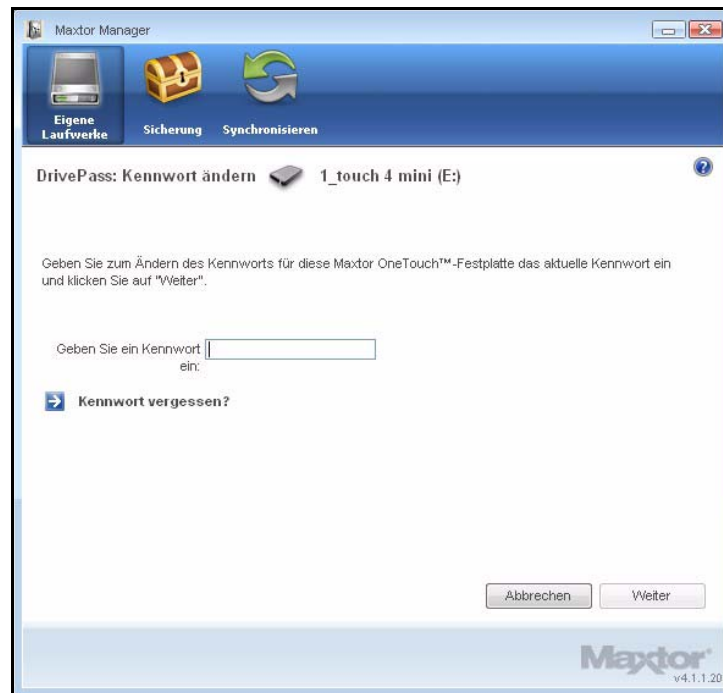 Maxtor Manager
Eigene
Laufwerke
Sicherung
Synchronisieren
DrivePass: Kennwort ändern
1_touch 4 mini (E:)
Geben Sie zum Ändern des Kennworts für diese Maxtor OneTouch™-Festplatte das aktuelle Kennwort ein
und klicken Sie auf "Weiter".
Geben Sie ein Kennwort
ein:
Kennwort vergessen?
Abbrechen
Weiter
Maxtor
v4.1.1.20